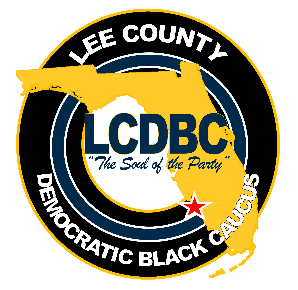 LEE COUNTY
LCDBC
"The Soul of the Party"
DEMOCRATIC BLACK CAUCUS